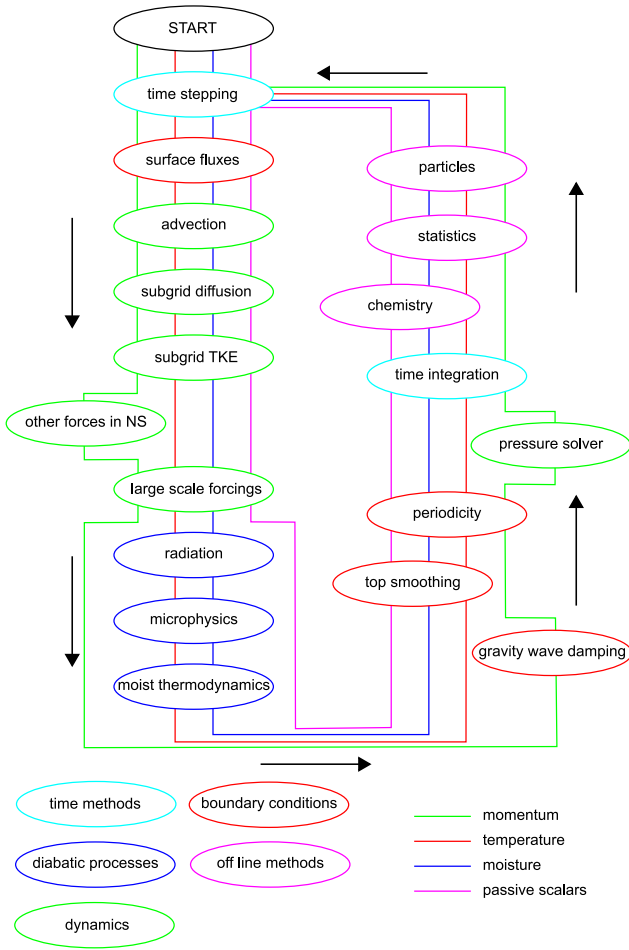 START
time stepping
surface fluxes
advection
subgrid diffusion
subgrid TKE
other forces in NS
large scale forcings
radiation
microphysics
moist thermodynamics
particles
statistics
chemistry
time integration
pressure solver
periodicity
top smoothing
gravity wave damping
time methods
boundary conditions
diabatic processes
off line methods
dynamics
momentum
temperature
moisture
passive scalars